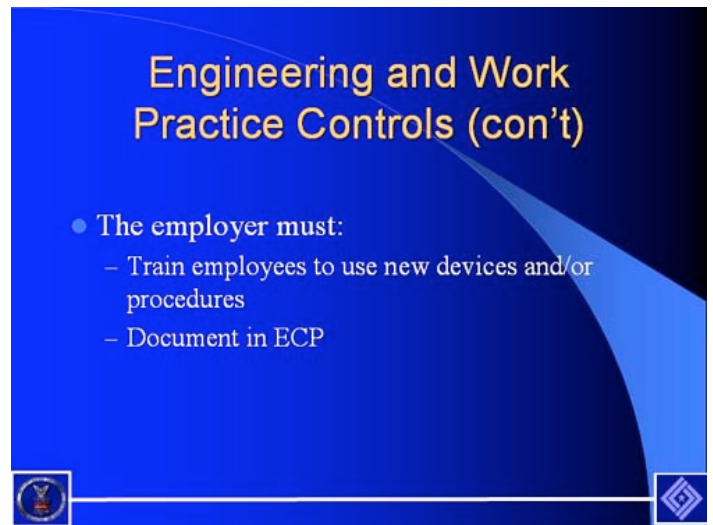 Engineering and Work
Practice Controls (con't)
The employer must:
– Train employees to use new devices and/or
procedures
– Document in ECP